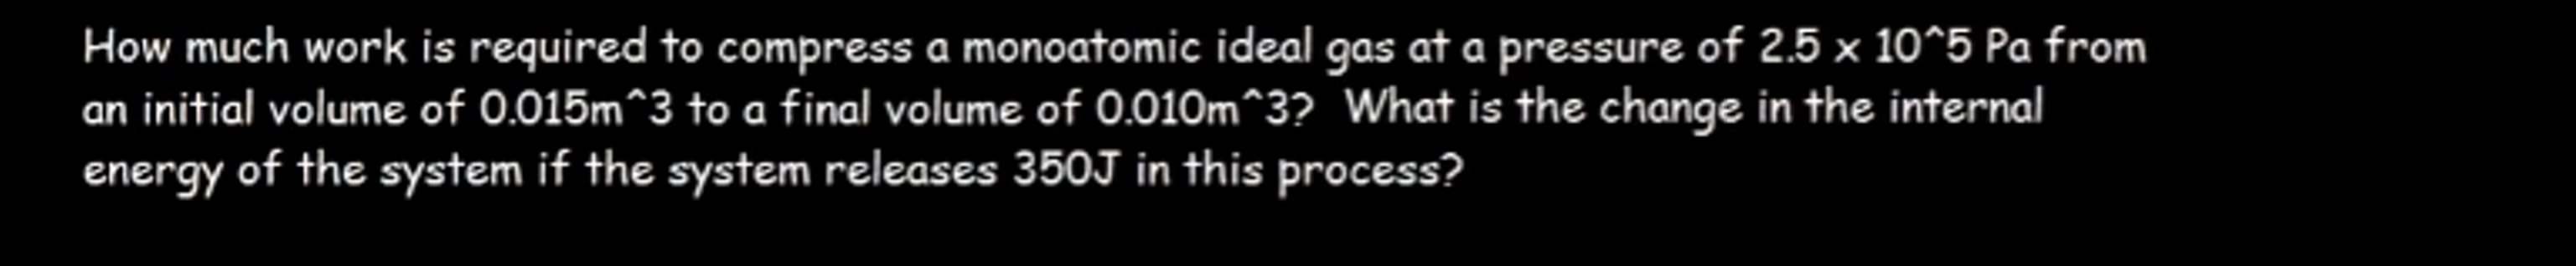 How much work is required to compress a monoatomic ideal gas at a pressure of 2.5 x 10^5 Pa from
an initial volume of 0.015m^3 to a final volume of 0.010m^3? What is the change in the internal
energy of the system if the system releases 350J in this process?